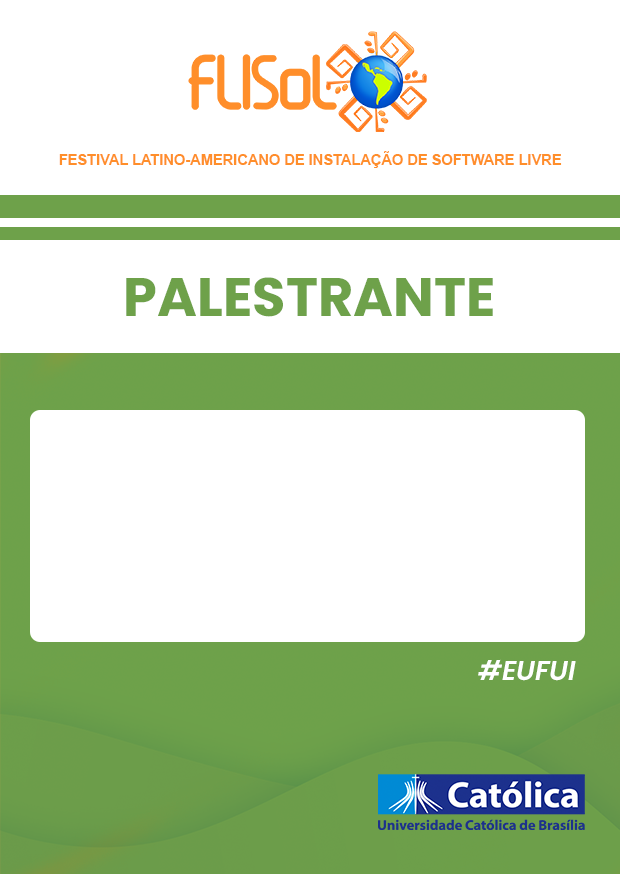 FLISoL
FESTIVAL LATINO-AMERICANO DE INSTALAÇÃO DE SOFTWARE LIVRE
PALESTRANTE
#EUFUI
Católica
Universidade Católica de Brasília